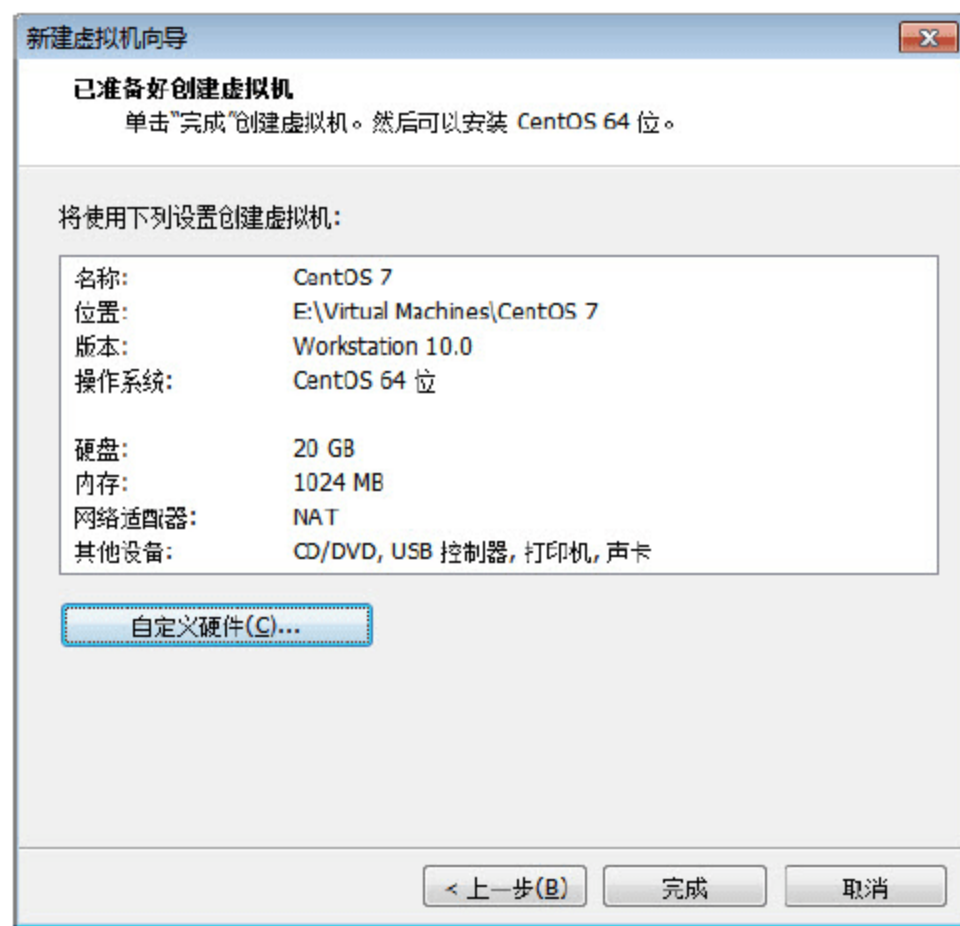 新建虚拟机向导
已准备好创建虚拟机
单击"完成"创建虚拟机。然后可以安装 CentOS 64 位。
将使用下列设置创建虚拟机:
名称: CentOS 7
位置: E:\Virtual Machines\CentOS 7
版本: Workstation 10.0
操作系统: CentOS 64 位
硬盘: 20 GB
内存: 1024 MB
网络适配器: NAT
其他设备: CD/DVD, USB 控制器, 打印机, 声卡
自定义硬件(C)...
< 上一步(B) 完成 取消